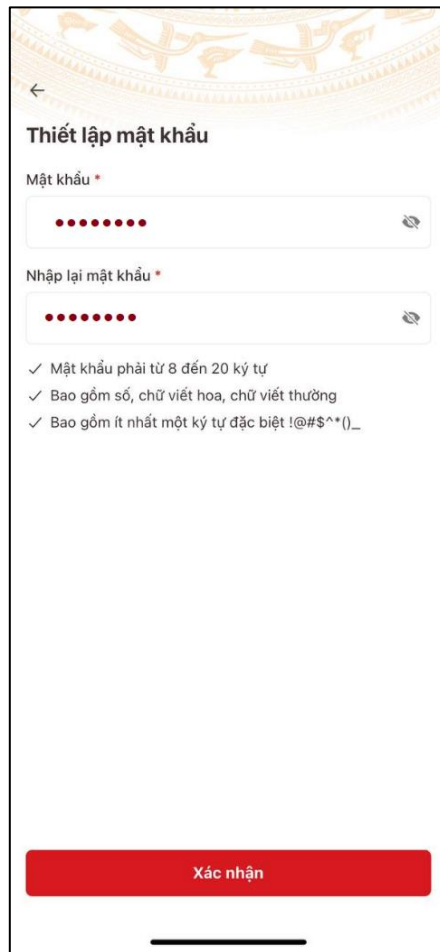 Thiết lập mật khẩu
Mật khẩu *
••••••••
Nhập lại mật khẩu *
••••••••
✓ Mật khẩu phải từ 8 đến 20 ký tự
✓ Bao gồm số, chữ viết hoa, chữ viết thường
✓ Bao gồm ít nhất một ký tự đặc biệt !@#$^*()_
Xác nhận